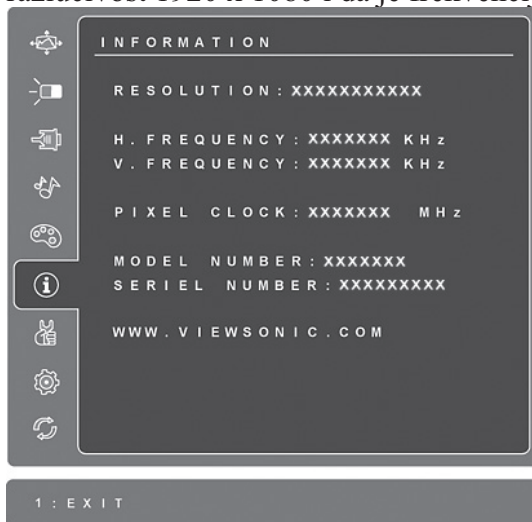 INFORMATION
RESOLUTION: XXXXXXXXXXX
H. FREQUENCY: XXXXXXX KHz
V. FREQUENCY: XXXXXXX KHz
PIXEL CLOCK: XXXXXXX MHz
MODEL NUMBER: XXXXXXX
SERIEL NUMBER: XXXXXXXXX
WWW.VIEWSONIC.COM
1: EXIT